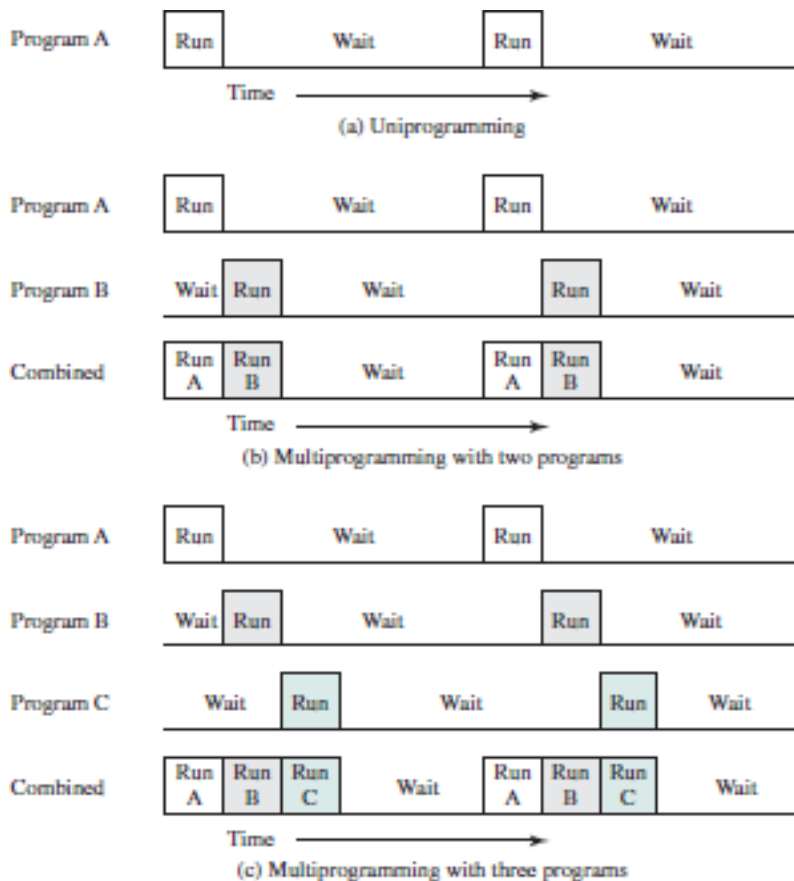 Program A Run Wait Run Wait
Time
(a) Uniprogramming
Program A Run Wait Run Wait
Program B Wait Run Wait Run Wait
Combined Run A Run B Wait Run A Run B Wait
Time
(b) Multiprogramming with two programs
Program A Run Wait Run Wait
Program B Wait Run Wait Run Wait
Program C Wait Run Wait Run Wait
Combined Run A Run B Run C Wait Run A Run B Run C Wait
Time
(c) Multiprogramming with three programs